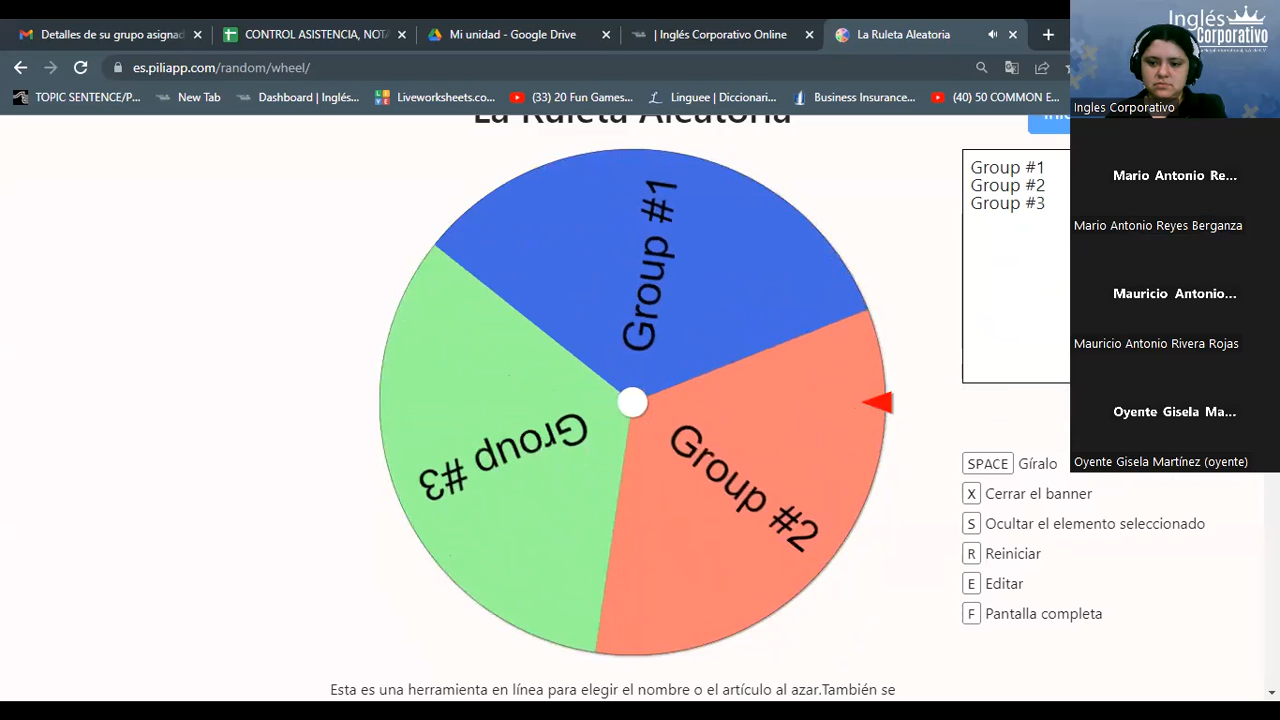 Detalles de su grupo asignad
CONTROL ASISTENCIA, NOTA
Mi unidad - Google Drive
| Inglés Corporativo Online
La Ruleta Aleatoria
es.piliapp.com/random/wheel/
TOPIC SENTENCE/P...
New Tab
Dashboard | Inglés...
Liveworksheets.co...
(33) 20 Fun Games...
Linguee | Diccionari...
Business Insurance...
(40) 50 COMMON E...
La Ruleta Aleatoria
Group #1
Group #2
Group #3
Group #1
Group #2
Group #3
SPACE Gíralo
X Cerrar el banner
S Ocultar el elemento seleccionado
R Reiniciar
E Editar
F Pantalla completa
Esta es una herramienta en línea para elegir el nombre o el artículo al azar.También se
Inglés
Corporativo
Ingles Corporativo
Mario Antonio Re...
Mario Antonio Reyes Berganza
Mauricio Antonio...
Mauricio Antonio Rivera Rojas
Oyente Gisela Ma...
Oyente Gisela Martínez (oyente)